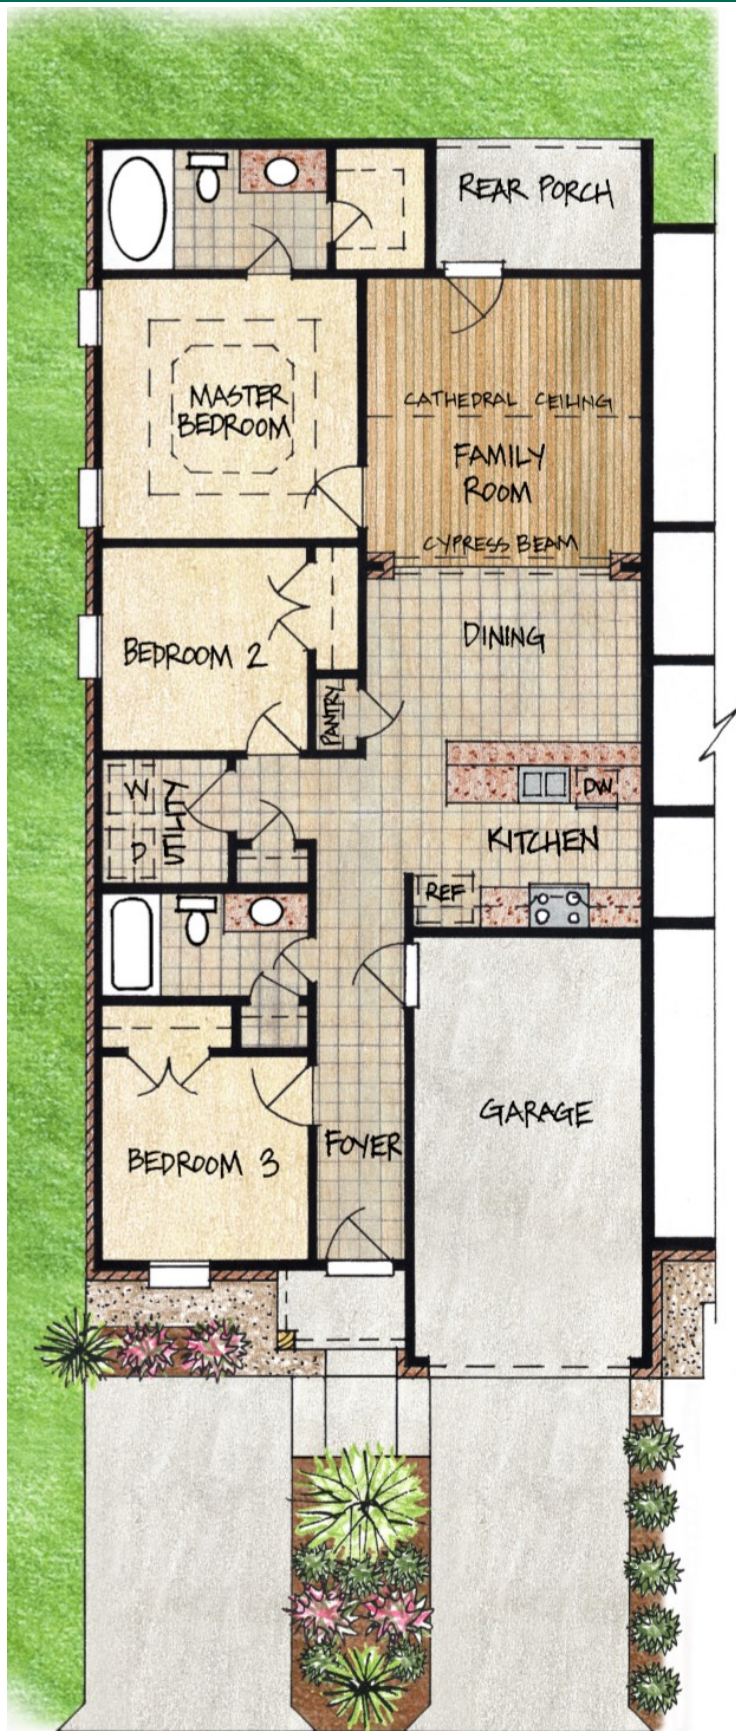 REAR PORCH
MASTER
BEDROOM
CATHEDRAL CEILING
FAMILY
ROOM
CYPRESS BEAM
DINING
BEDROOM 2
PANTRY
W
D
UTIL
DW
KITCHEN
REF
GARAGE
FOYER
BEDROOM 3